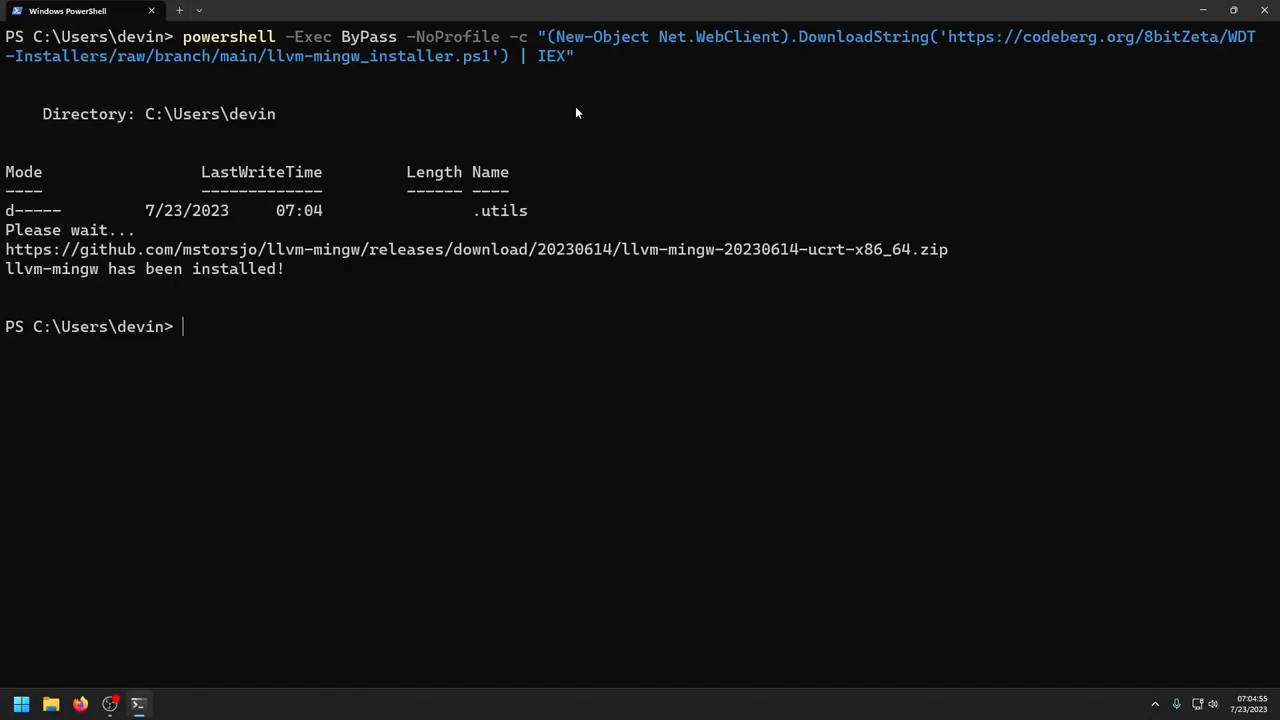 Windows PowerShell
PS C:\Users\devin> powershell -Exec ByPass -NoProfile -c "(New-Object Net.WebClient).DownloadString('https://codeberg.org/8bitZeta/WDT
-Installers/raw/branch/main/llvm-mingw_installer.ps1') | IEX"
Directory: C:\Users\devin
Mode LastWriteTime Length Name
---- ------------- ------ ----
d----- 7/23/2023 07:04 .utils
Please wait...
https://github.com/mstorsjo/llvm-mingw/releases/download/20230614/llvm-mingw-20230614-ucrt-x86_64.zip
llvm-mingw has been installed!
PS C:\Users\devin>
07:04:55
7/23/2023